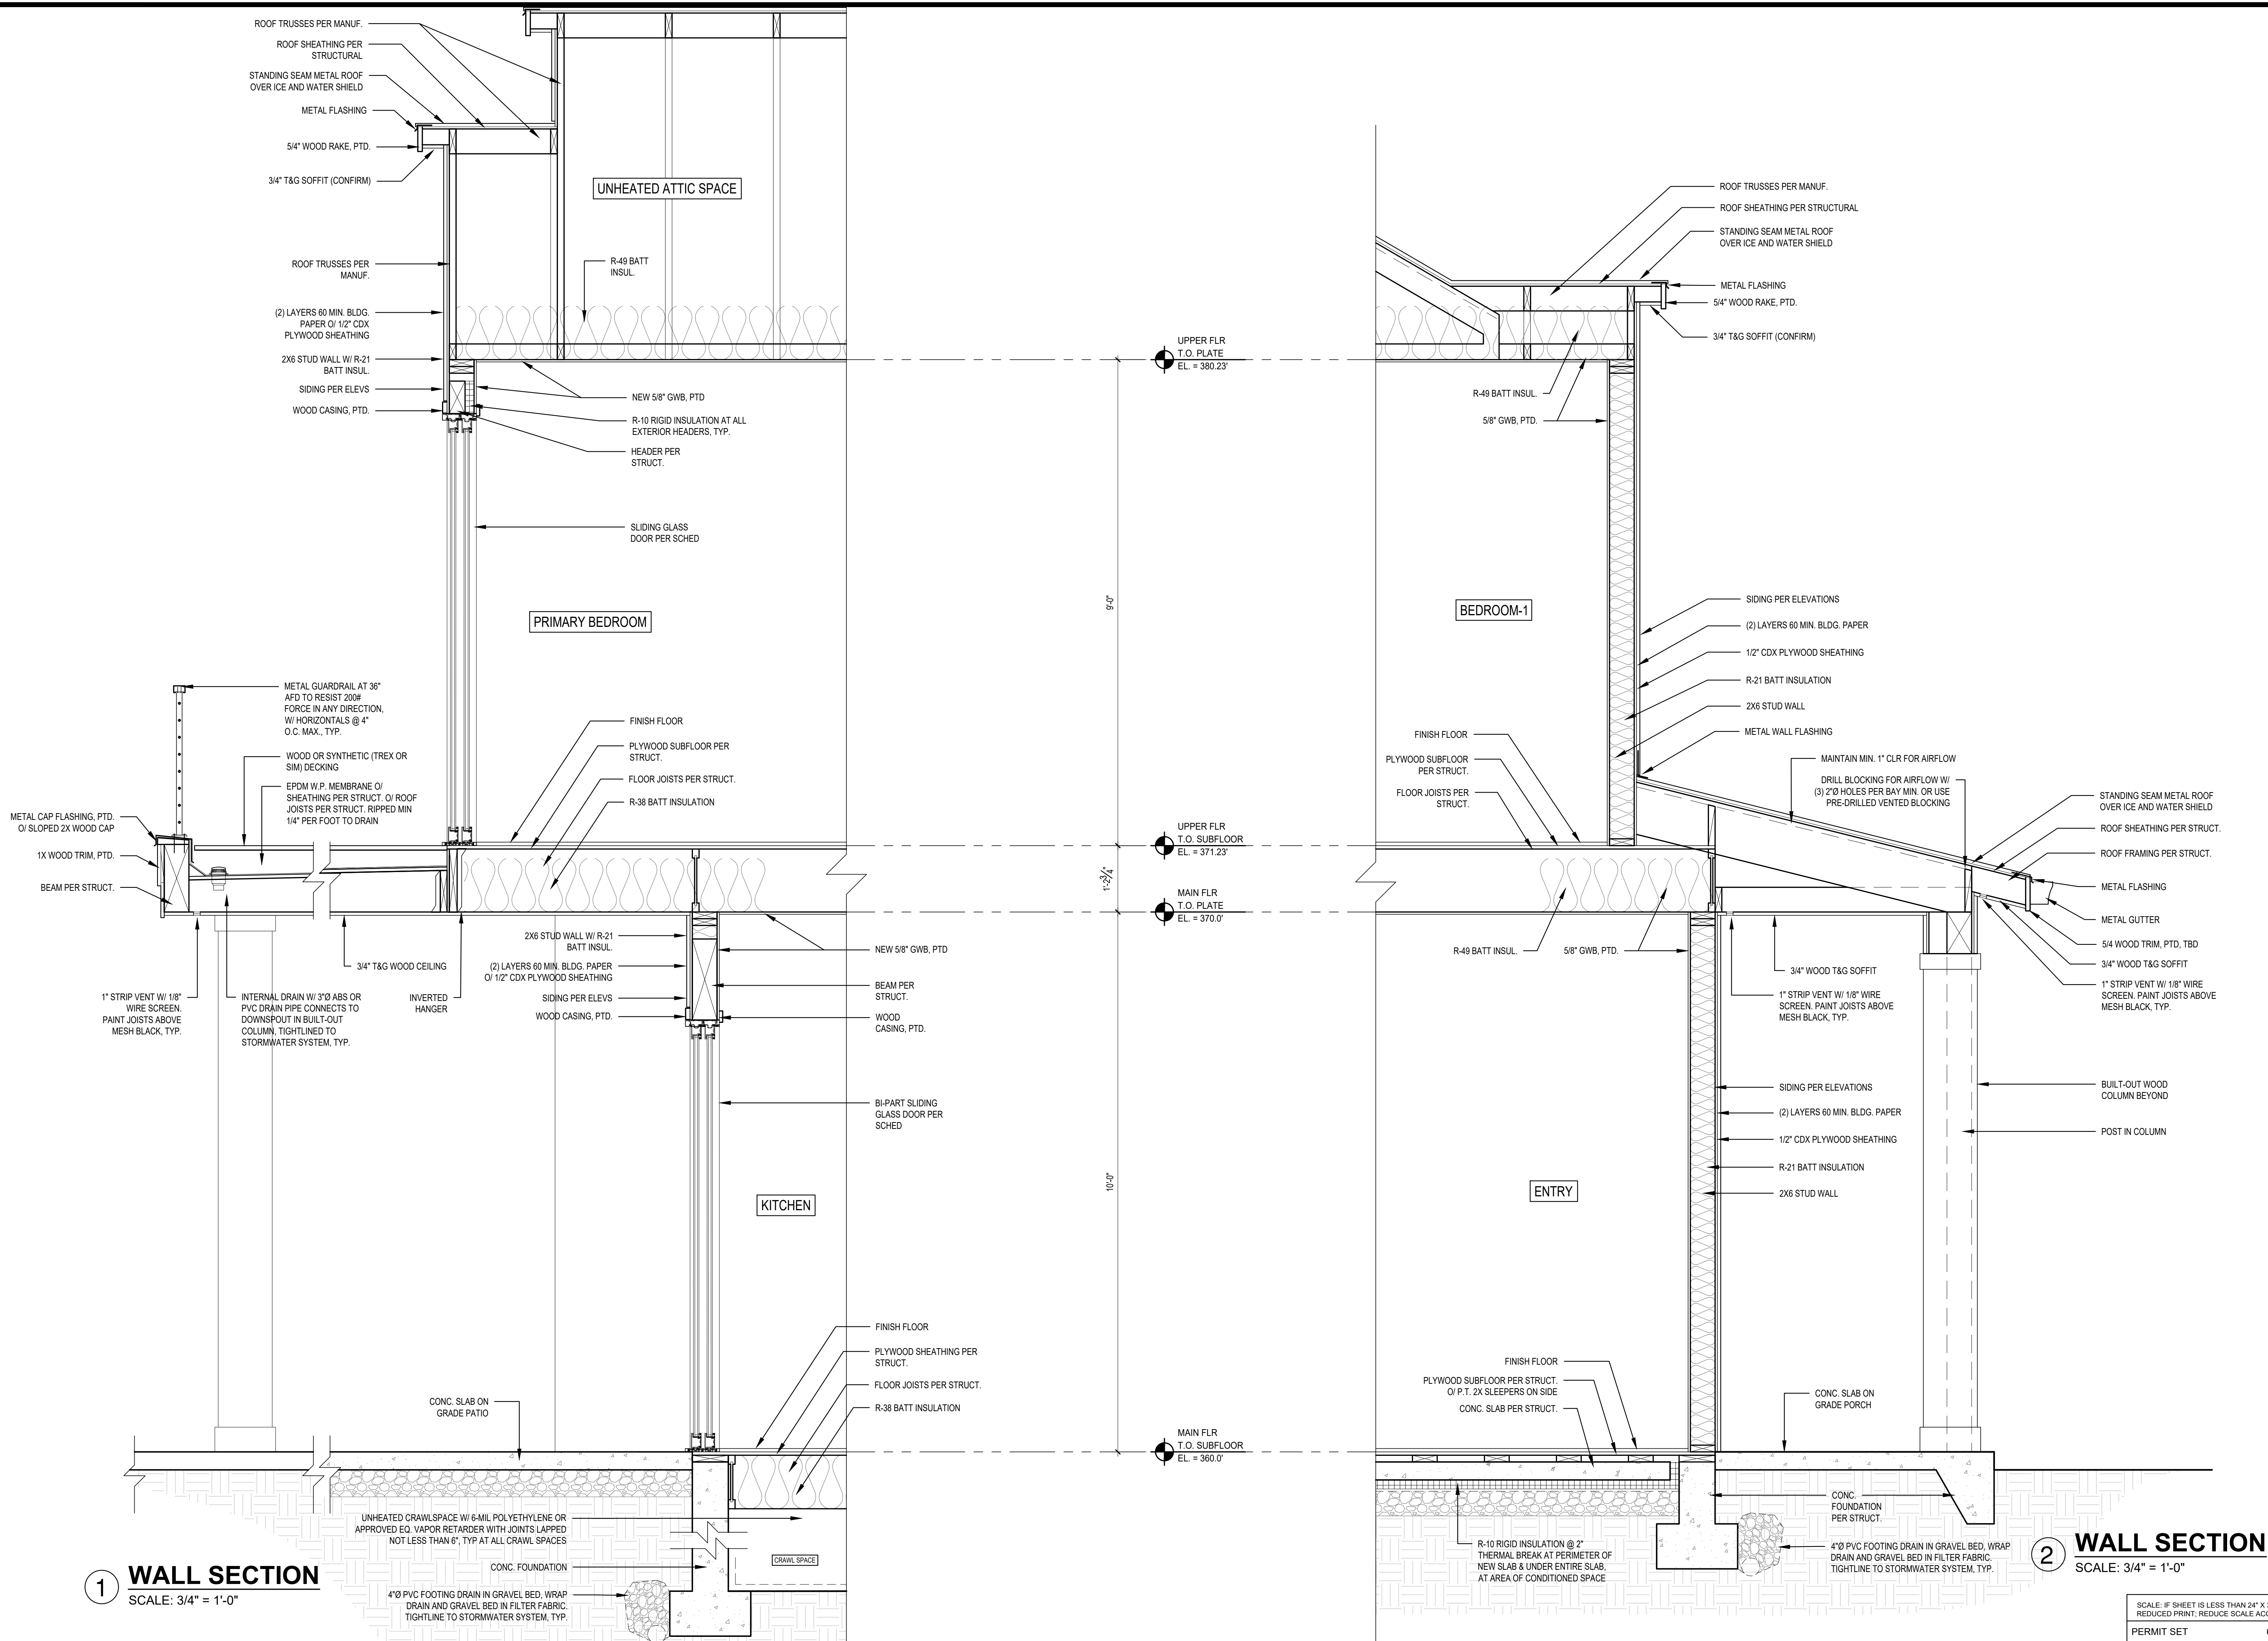 ROOF TRUSSES PER MANUF.
ROOF SHEATHING PER
STRUCTURAL
STANDING SEAM METAL ROOF
OVER ICE AND WATER SHIELD
METAL FLASHING
5/4" WOOD RAKE, PTD.
3/4" T&G SOFFIT (CONFIRM)
UNHEATED ATTIC SPACE
ROOF TRUSSES PER
MANUF.
R-49 BATT
INSUL.
(2) LAYERS 60 MIN. BLDG.
PAPER O/ 1/2" CDX
PLYWOOD SHEATHING
2X6 STUD WALL W/ R-21
BATT INSUL.
SIDING PER ELEVS
WOOD CASING, PTD.
NEW 5/8" GWB, PTD
R-10 RIGID INSULATION AT ALL
EXTERIOR HEADERS, TYP.
HEADER PER
STRUCT.
SLIDING GLASS
DOOR PER SCHED
PRIMARY BEDROOM
METAL GUARDRAIL AT 36"
AFD TO RESIST 200#
FORCE IN ANY DIRECTION,
W/ HORIZONTALS @ 4"
O.C. MAX., TYP.
WOOD OR SYNTHETIC (TREX OR
SIM) DECKING
EPDM W.P. MEMBRANE O/
SHEATHING PER STRUCT. O/ ROOF
JOISTS PER STRUCT. RIPPED MIN
1/4" PER FOOT TO DRAIN
METAL CAP FLASHING, PTD.
O/ SLOPED 2X WOOD CAP
1X WOOD TRIM, PTD.
BEAM PER STRUCT.
FINISH FLOOR
PLYWOOD SUBFLOOR PER
STRUCT.
FLOOR JOISTS PER STRUCT.
R-38 BATT INSULATION
1" STRIP VENT W/ 1/8"
WIRE SCREEN.
PAINT JOISTS ABOVE
MESH BLACK, TYP.
INTERNAL DRAIN W/ 3"Ø ABS OR
PVC DRAIN PIPE CONNECTS TO
DOWNSPOUT IN BUILT-OUT
COLUMN, TIGHTLINED TO
STORMWATER SYSTEM, TYP.
3/4" T&G WOOD CEILING
INVERTED
HANGER
2X6 STUD WALL W/ R-21
BATT INSUL.
(2) LAYERS 60 MIN. BLDG. PAPER
O/ 1/2" CDX PLYWOOD SHEATHING
SIDING PER ELEVS
WOOD CASING, PTD.
NEW 5/8" GWB, PTD
BEAM PER
STRUCT.
WOOD
CASING, PTD.
BI-PART SLIDING
GLASS DOOR PER
SCHED
KITCHEN
FINISH FLOOR
PLYWOOD SHEATHING PER
STRUCT.
FLOOR JOISTS PER STRUCT.
R-38 BATT INSULATION
CONC. SLAB ON
GRADE PATIO
UNHEATED CRAWLSPACE W/ 6-MIL POLYETHYLENE OR
APPROVED EQ. VAPOR RETARDER WITH JOINTS LAPPED
NOT LESS THAN 6", TYP AT ALL CRAWL SPACES
CONC. FOUNDATION
4"Ø PVC FOOTING DRAIN IN GRAVEL BED, WRAP
DRAIN AND GRAVEL BED IN FILTER FABRIC.
TIGHTLINE TO STORMWATER SYSTEM, TYP.
CRAWL SPACE
1
WALL SECTION
SCALE: 3/4" = 1'-0"
UPPER FLR
T.O. PLATE
EL. = 380.23'
9'-0"
UPPER FLR
T.O. SUBFLOOR
EL. = 371.23'
1'-2 3/4"
MAIN FLR
T.O. PLATE
EL. = 370.0'
10'-0"
MAIN FLR
T.O. SUBFLOOR
EL. = 360.0'
ROOF TRUSSES PER MANUF.
ROOF SHEATHING PER STRUCTURAL
STANDING SEAM METAL ROOF
OVER ICE AND WATER SHIELD
METAL FLASHING
5/4" WOOD RAKE, PTD.
3/4" T&G SOFFIT (CONFIRM)
R-49 BATT INSUL.
5/8" GWB, PTD.
BEDROOM-1
SIDING PER ELEVATIONS
(2) LAYERS 60 MIN. BLDG. PAPER
1/2" CDX PLYWOOD SHEATHING
R-21 BATT INSULATION
2X6 STUD WALL
METAL WALL FLASHING
FINISH FLOOR
PLYWOOD SUBFLOOR
PER STRUCT.
FLOOR JOISTS PER
STRUCT.
MAINTAIN MIN. 1" CLR FOR AIRFLOW
DRILL BLOCKING FOR AIRFLOW W/
(3) 2"Ø HOLES PER BAY MIN. OR USE
PRE-DRILLED VENTED BLOCKING
STANDING SEAM METAL ROOF
OVER ICE AND WATER SHIELD
ROOF SHEATHING PER STRUCT.
ROOF FRAMING PER STRUCT.
METAL FLASHING
METAL GUTTER
5/4 WOOD TRIM, PTD, TBD
3/4" WOOD T&G SOFFIT
1" STRIP VENT W/ 1/8" WIRE
SCREEN. PAINT JOISTS ABOVE
MESH BLACK, TYP.
R-49 BATT INSUL.
5/8" GWB, PTD.
3/4" WOOD T&G SOFFIT
1" STRIP VENT W/ 1/8" WIRE
SCREEN. PAINT JOISTS ABOVE
MESH BLACK, TYP.
SIDING PER ELEVATIONS
(2) LAYERS 60 MIN. BLDG. PAPER
1/2" CDX PLYWOOD SHEATHING
R-21 BATT INSULATION
2X6 STUD WALL
BUILT-OUT WOOD
COLUMN BEYOND
POST IN COLUMN
ENTRY
FINISH FLOOR
PLYWOOD SUBFLOOR PER STRUCT.
O/ P.T. 2X SLEEPERS ON SIDE
CONC. SLAB PER STRUCT.
CONC. SLAB ON
GRADE PORCH
CONC.
FOUNDATION
PER STRUCT.
R-10 RIGID INSULATION @ 2"
THERMAL BREAK AT PERIMETER OF
NEW SLAB & UNDER ENTIRE SLAB,
AT AREA OF CONDITIONED SPACE
4"Ø PVC FOOTING DRAIN IN GRAVEL BED, WRAP
DRAIN AND GRAVEL BED IN FILTER FABRIC.
TIGHTLINE TO STORMWATER SYSTEM, TYP.
2
WALL SECTION
SCALE: 3/4" = 1'-0"
SCALE: IF SHEET IS LESS THAN 24" X
REDUCED PRINT; REDUCE SCALE
PERMIT SET